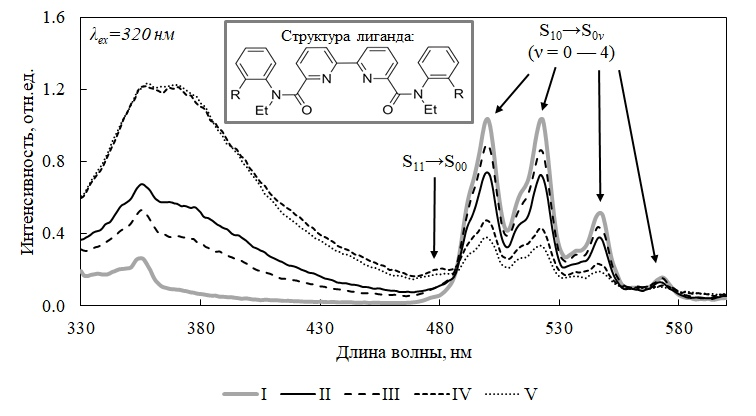 1.6
1.2
0.8
0.4
0.0
Интенсивность, отн.ед.
λex=320 нм
Структура лиганда:
R
N
Et
O
N
N
O
N
Et
R
S10→S0ν
(ν = 0 — 4)
S11→S00
330
380
430
480
530
580
Длина волны, нм
I
II
III
IV
V